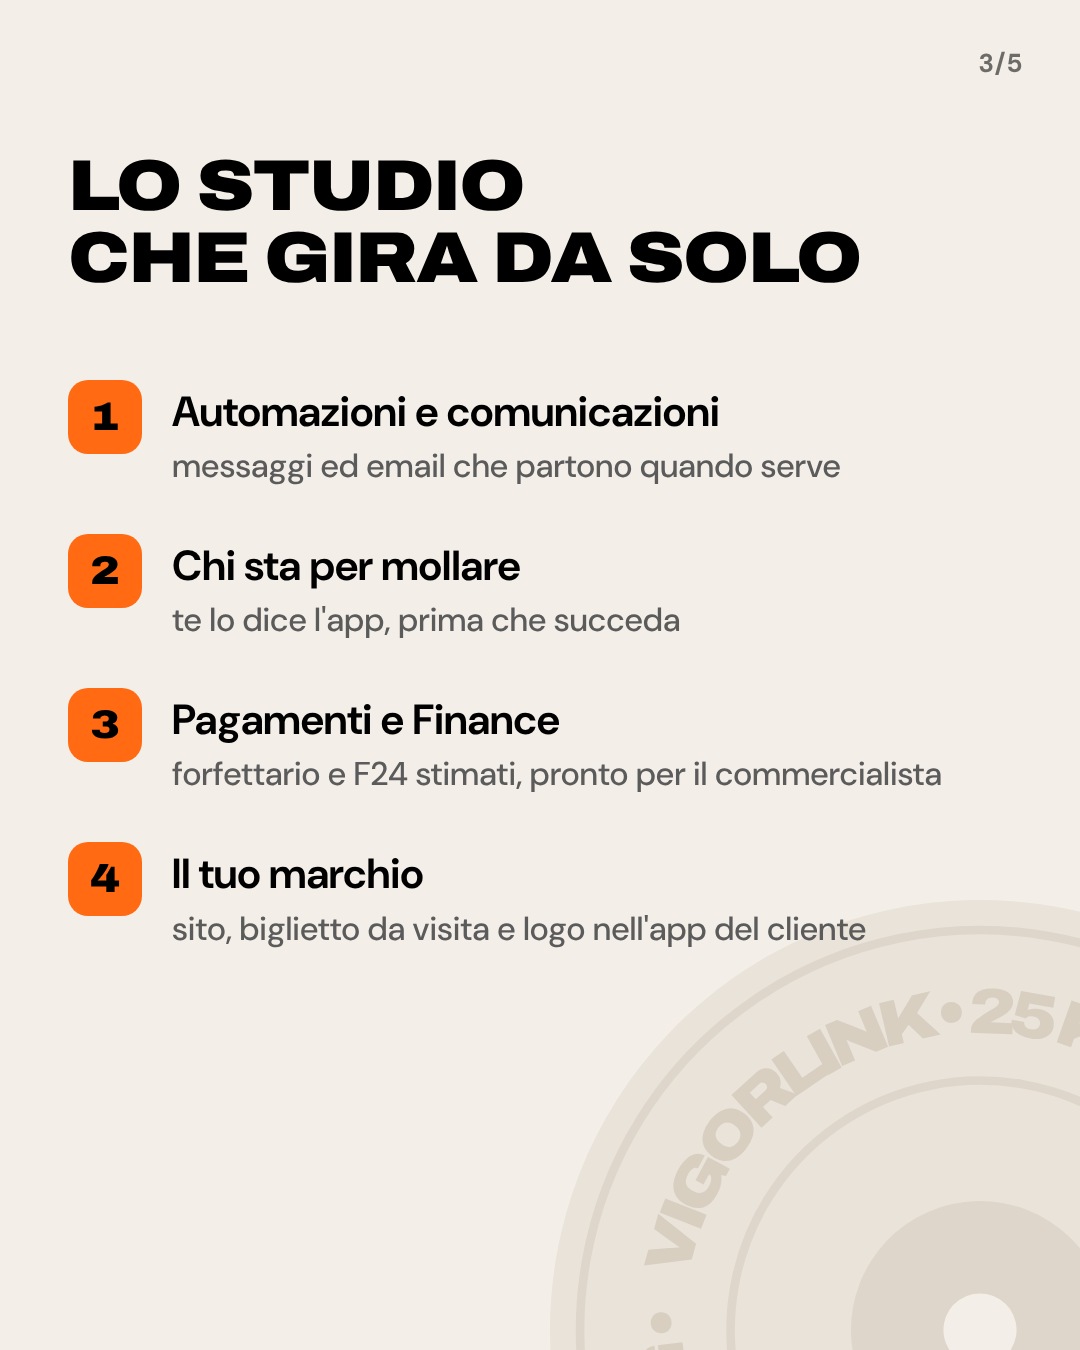 3/5
LO STUDIO
CHE GIRA DA SOLO
1
Automazioni e comunicazioni
messaggi ed email che partono quando serve
2
Chi sta per mollare
te lo dice l'app, prima che succeda
3
Pagamenti e Finance
forfettario e F24 stimati, pronto per il commercialista
4
Il tuo marchio
sito, biglietto da visita e logo nell'app del cliente
VIGORLINK • 25